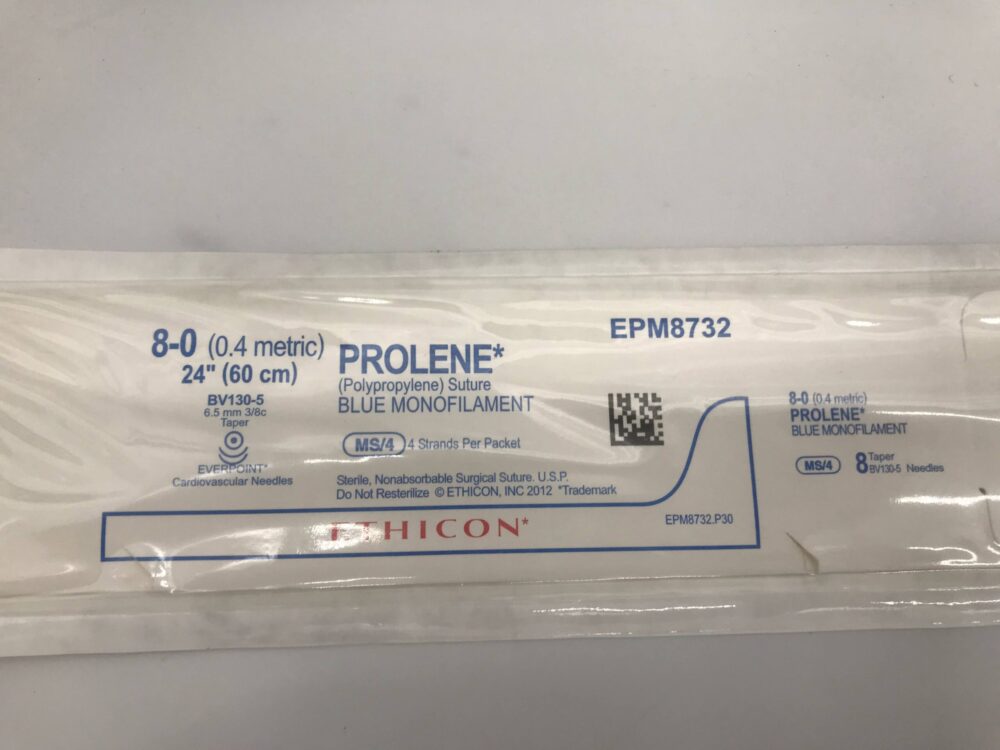 8-0 (0.4 metric)
24" (60 cm)
BV130-5
6.5 mm 3/8c
Taper
EVERPOINT*
Cardiovascular Needles
PROLENE*
(Polypropylene) Suture
BLUE MONOFILAMENT
MS/4 4 Strands Per Packet
Sterile, Nonabsorbable Surgical Suture. U.S.P.
Do Not Resterilize © ETHICON, INC 2012 *Trademark
ETHICON*
EPM8732
EPM8732.P30
8-0 (0.4 metric)
PROLENE*
BLUE MONOFILAMENT
MS/4 8 Taper
BV130-5 Needles